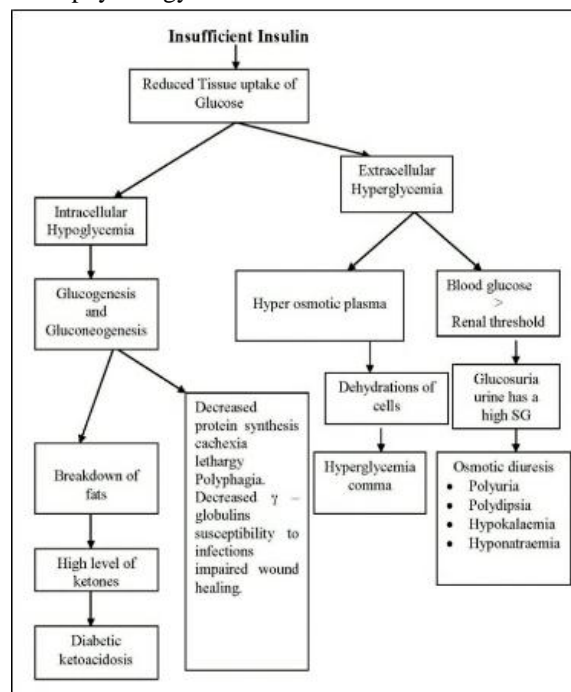 Insufficient Insulin
Reduced Tissue uptake of
Glucose
Extracellular
Hyperglycemia
Intracellular
Hypoglycemia
Glucogenesis
and
Gluconeogenesis
Hyper osmotic plasma
Blood glucose
>
Renal threshold
Dehydrations of
cells
Glucosuria
urine has a
high SG
Decreased
protein synthesis
cachexia
lethargy
Polyphagia.
Decreased γ –
globulins
susceptibility to
infections
impaired wound
healing.
Breakdown of
fats
Hyperglycemia
comma
Osmotic diuresis
• Polyuria
• Polydipsia
• Hypokalaemia
• Hyponatraemia
High level of
ketones
Diabetic
ketoacidosis